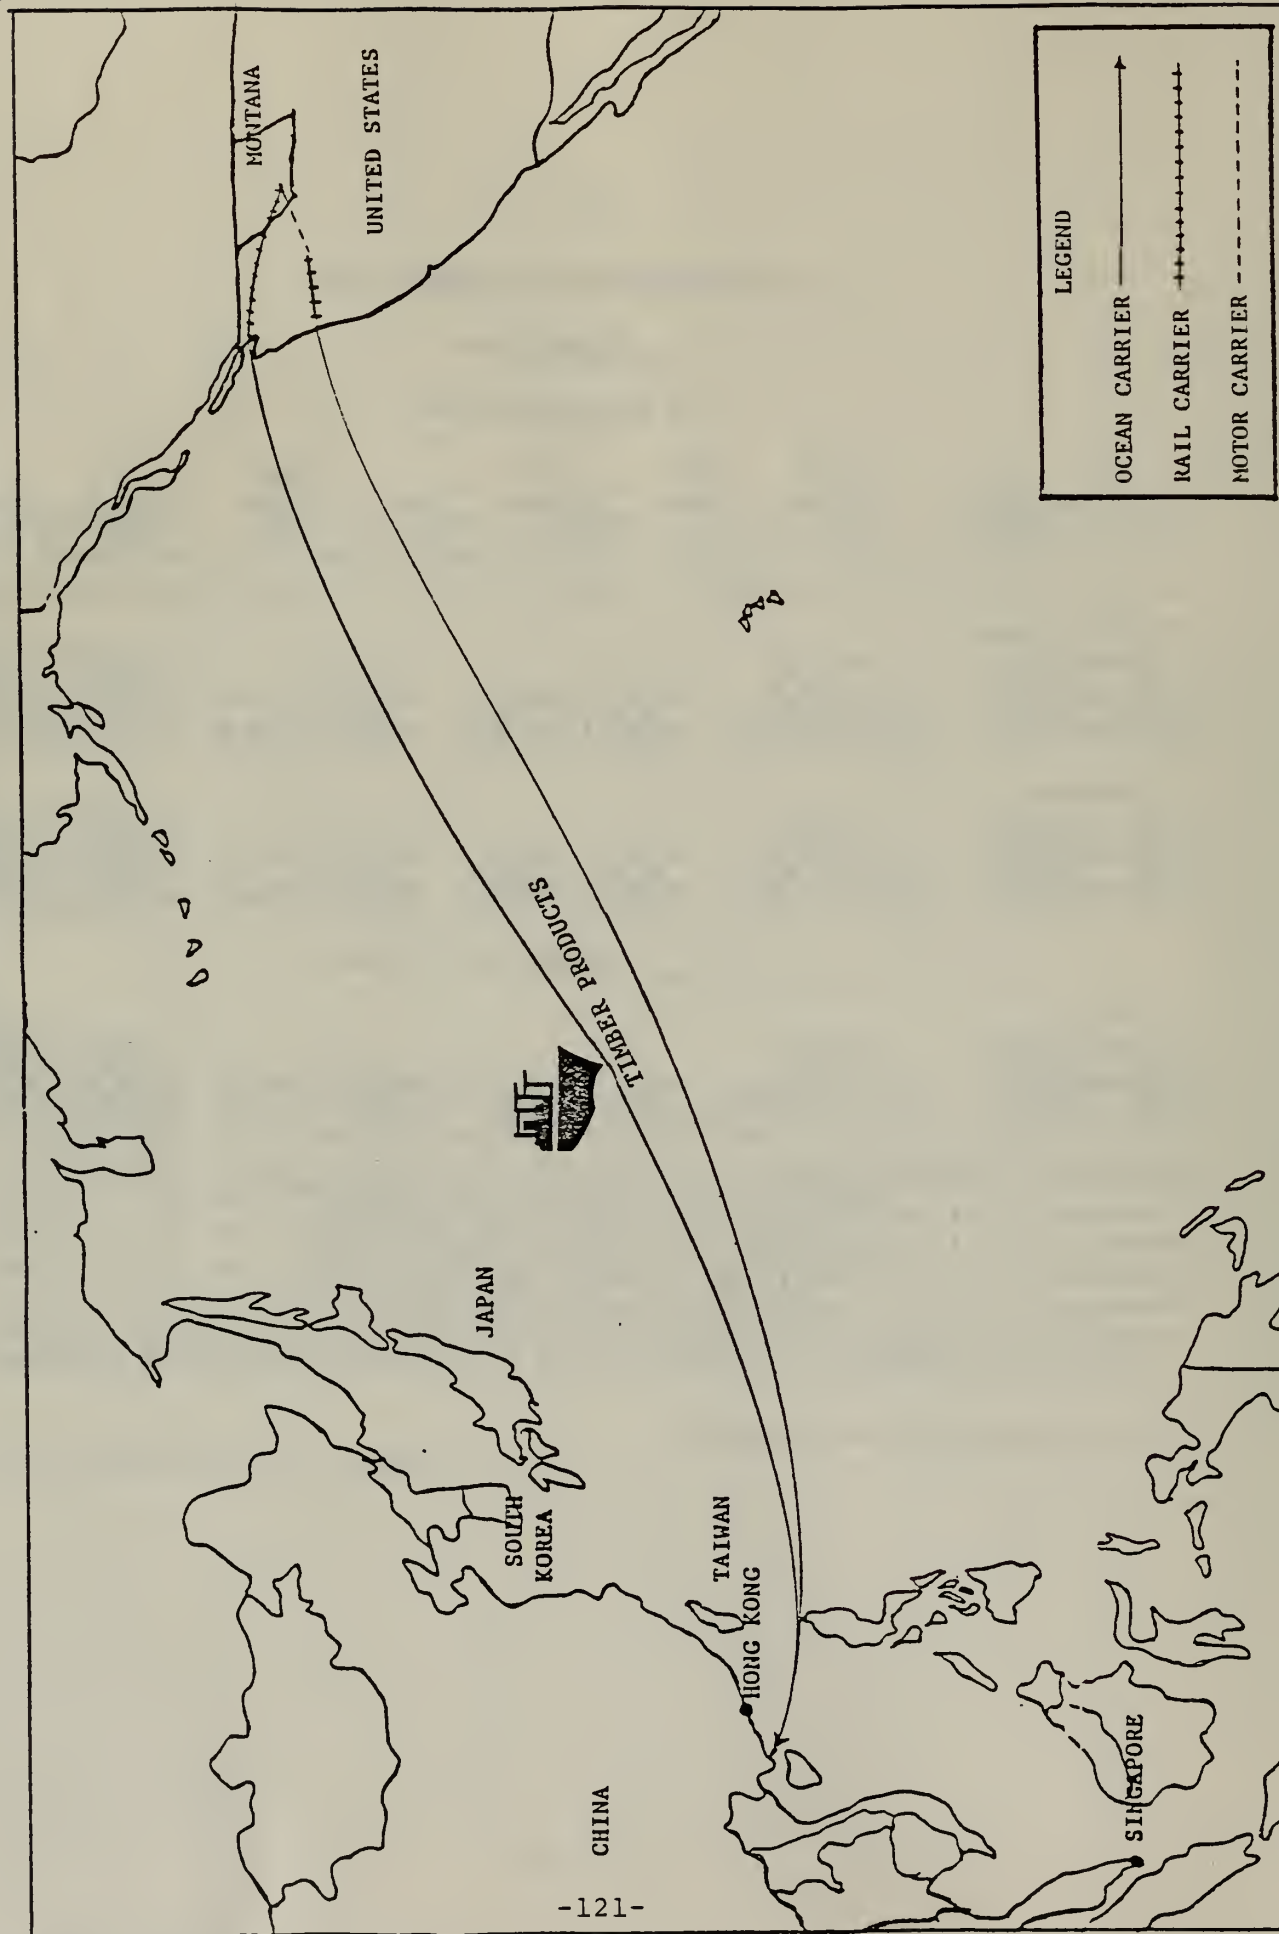 MONTANA
UNITED STATES
TIMBER PRODUCTS
JAPAN
SOUTH
KOREA
TAIWAN
HONG KONG
CHINA
SINGAPORE
LEGEND
OCEAN CARRIER
RAIL CARRIER
MOTOR CARRIER
-121-